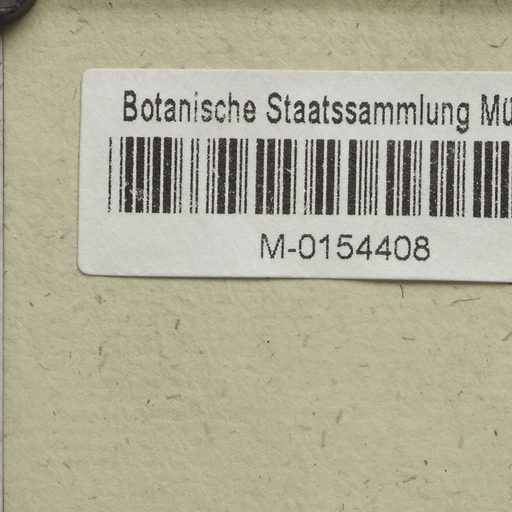 Botanische Staatssammlung Mü
M-0154408